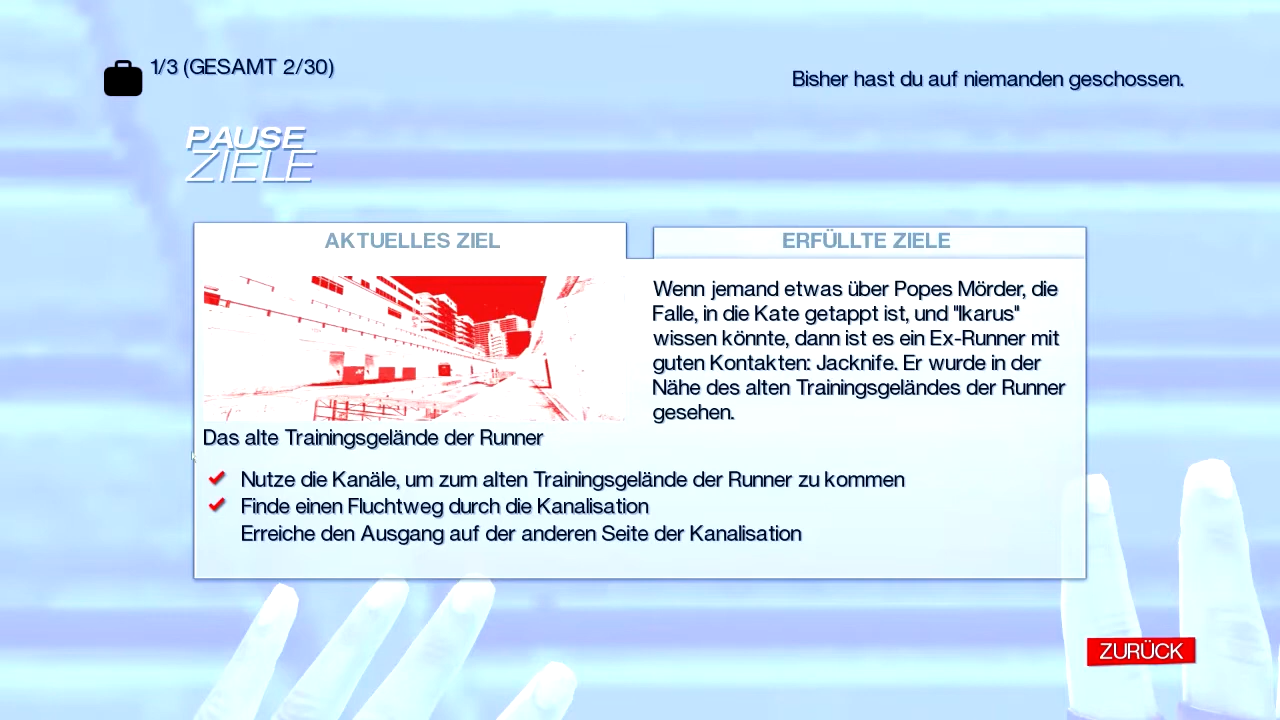 1/3 (GESAMT 2/30)
Bisher hast du auf niemanden geschossen.
PAUSE
ZIELE
AKTUELLES ZIEL
ERFÜLLTE ZIELE
Wenn jemand etwas über Popes Mörder, die
Falle, in die Kate getappt ist, und "Ikarus"
wissen könnte, dann ist es ein Ex-Runner mit
guten Kontakten: Jacknife. Er wurde in der
Nähe des alten Trainingsgeländes der Runner
gesehen.
Das alte Trainingsgelände der Runner
Nutze die Kanäle, um zum alten Trainingsgelände der Runner zu kommen
Finde einen Fluchtweg durch die Kanalisation
Erreiche den Ausgang auf der anderen Seite der Kanalisation
ZURÜCK